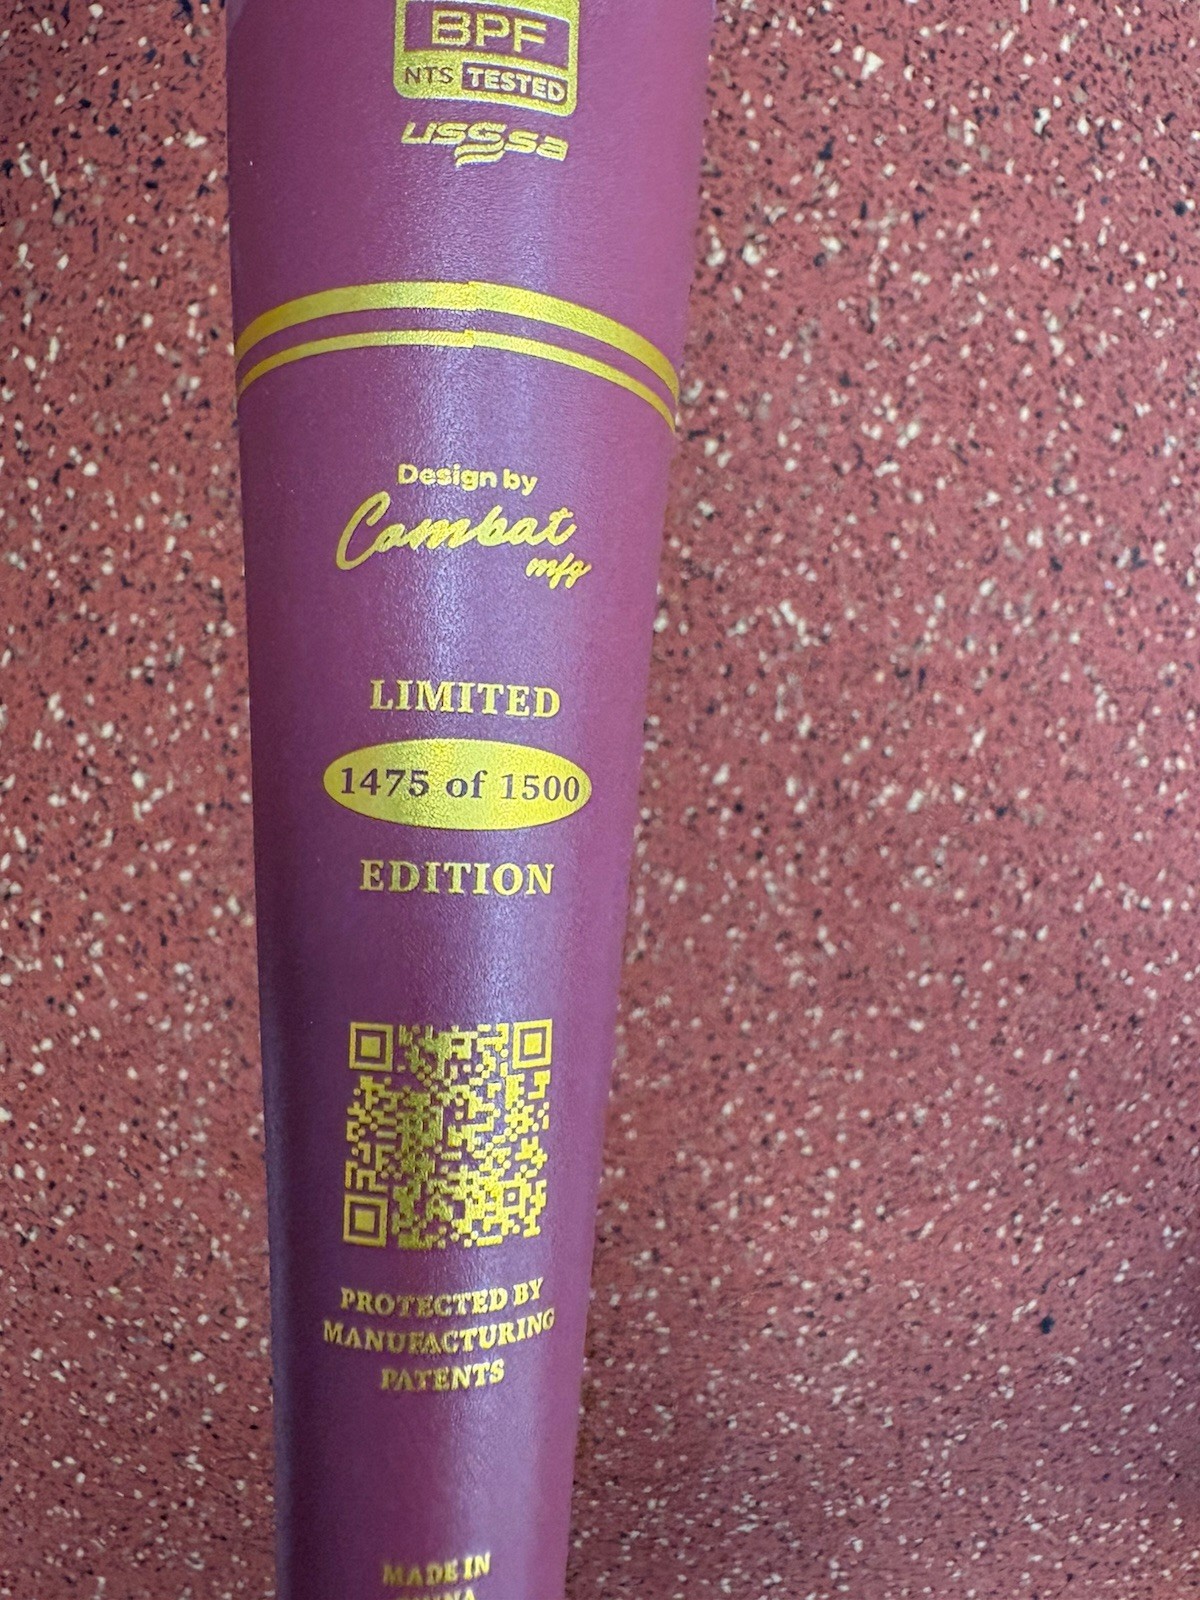 BPF
NTS TESTED
usssa
Design by
Combat
mfg
LIMITED
1475 of 1500
EDITION
PROTECTED BY
MANUFACTURING
PATENTS
MADE IN